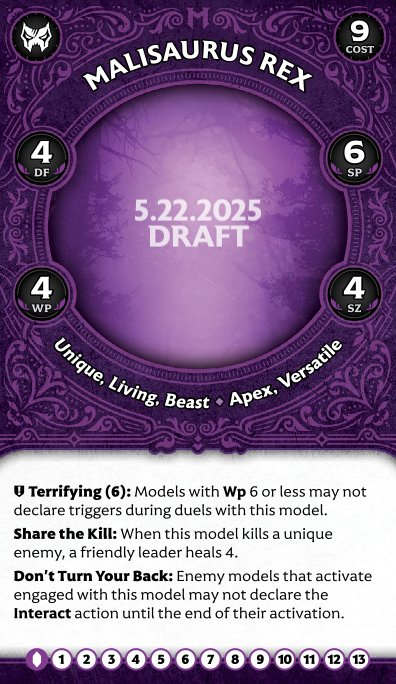 MALISAURUS REX
9
COST
4
DF
6
SP
5.22.2025
DRAFT
4
WP
4
SZ
Unique, Living, Beast ⬥ Apex, Versatile
Terrifying (6): Models with Wp 6 or less may not
declare triggers during duels with this model.
Share the Kill: When this model kills a unique
enemy, a friendly leader heals 4.
Don't Turn Your Back: Enemy models that activate
engaged with this model may not declare the
Interact action until the end of their activation.
1 2 3 4 5 6 7 8 9 10 11 12 13